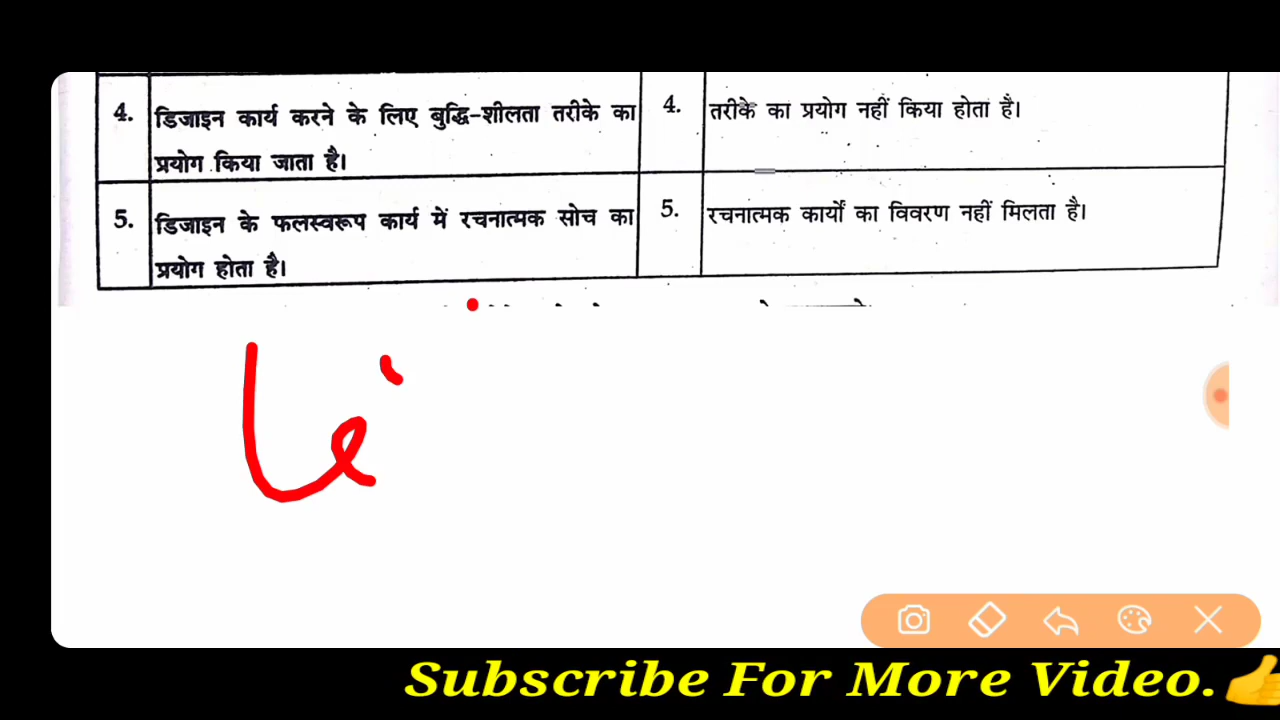 4. डिजाइन कार्य करने के लिए बुद्धि-शीलता तरीके का
प्रयोग किया जाता है।
4. तरीके का प्रयोग नहीं किया होता है।
5. डिजाइन के फलस्वरूप कार्य में रचनात्मक सोच का
प्रयोग होता है।
5. रचनात्मक कार्यों का विवरण नहीं मिलता है।
Subscribe For More Video.